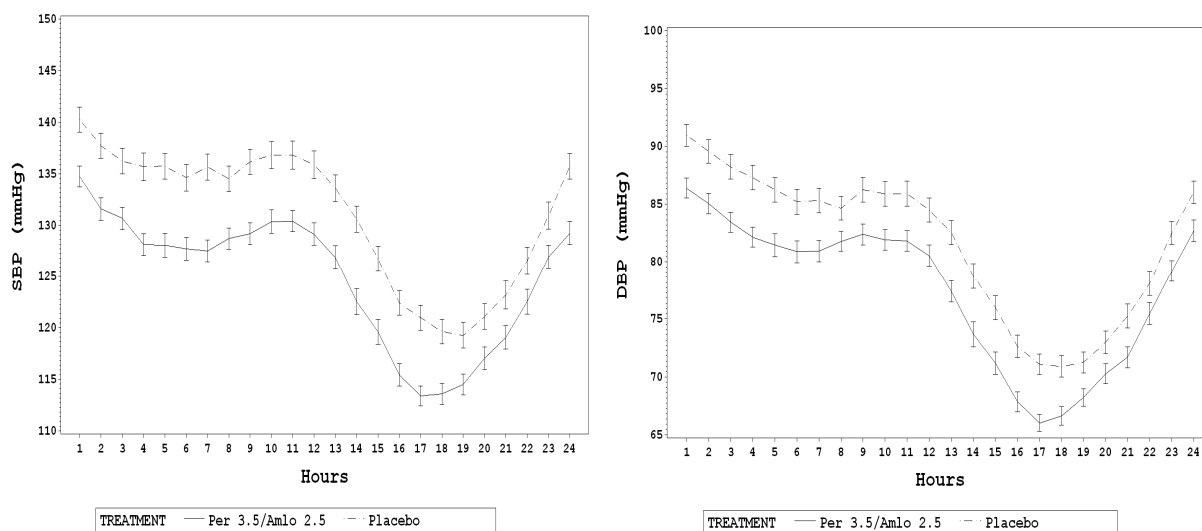 150
145
140
135
130
125
120
115
110
SBP (mmHg)
1 2 3 4 5 6 7 8 9 10 11 12 13 14 15 16 17 18 19 20 21 22 23 24
Hours
TREATMENT Per 3.5/Amlo 2.5 Placebo
100
95
90
85
80
75
70
65
DBP (mmHg)
1 2 3 4 5 6 7 8 9 10 11 12 13 14 15 16 17 18 19 20 21 22 23 24
Hours
TREATMENT Per 3.5/Amlo 2.5 Placebo